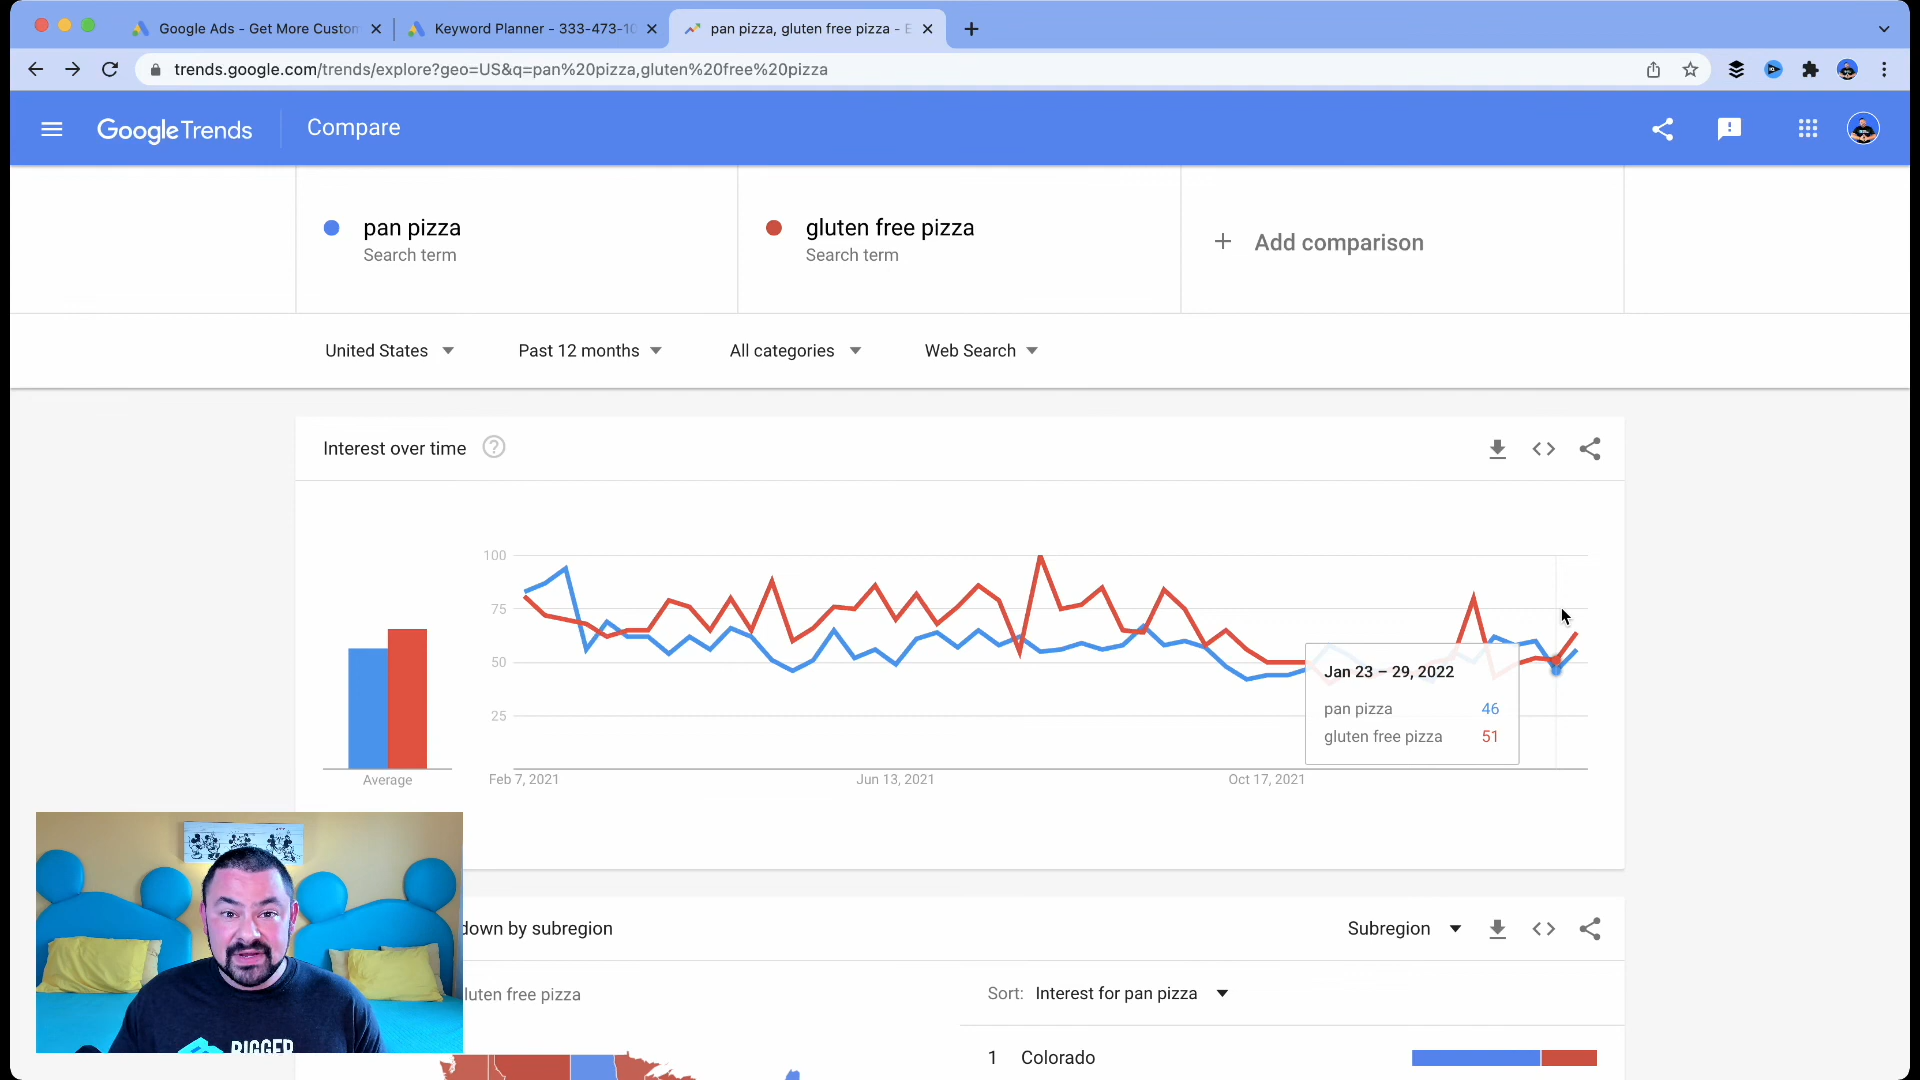 Google Ads - Get More Custom
Keyword Planner - 333-473-10
pan pizza, gluten free pizza - E
trends.google.com/trends/explore?geo=US&q=pan%20pizza,gluten%20free%20pizza
Google Trends
Compare
pan pizza
Search term
gluten free pizza
Search term
+ Add comparison
United States
Past 12 months
All categories
Web Search
Interest over time
100
75
50
25
Average
Feb 7, 2021
Jun 13, 2021
Oct 17, 2021
Jan 23 – 29, 2022
pan pizza 46
gluten free pizza 51
down by subregion
Subregion
luten free pizza
Sort: Interest for pan pizza
1 Colorado
BIGGER